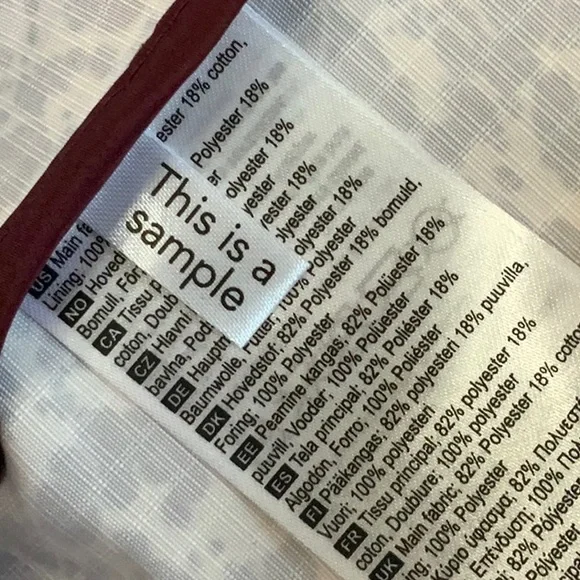 This is a
sample
ester 18% cotton,
Polyester 18%
er
olyester 18%
yester
yester 18%
olyester
olyester 18%
US Main fa
Lining: 100%
NO Hoved
Bomull, Fôr
Polyester 18% bomuld,
CA Tissu p
coton, Doub
CZ Hlavní
bavlna, Pod
DE Hauptm
Baumwolle, Futter: 100% Polyester
DK Hovedstof: 82% Polyester 18%
Foring: 100% Polyester
EE Peamine kangas: 82% Polüester 18%
puuvill, Vooder: 100% Polüester
ES Tela principal: 82% Poliéster 18%
Algodón, Forro: 100% Poliéster
FI Pääkangas: 82% polyesteri 18% puuvilla,
Vuori: 100% polyesteri
FR Tissu principal: 82% polyester 18%
coton, Doublure: 100% polyester
UK Main fabric: 82% Polyester 18% cotton
ing: 100% Polyester
Κύριο ύφασμα: 82% Πολυεστ
Επένδυση: 100% Πολ
82% Polyester
Polyester